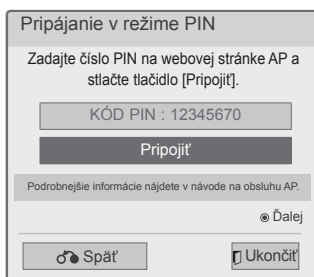 Pripájanie v režime PIN
Zadajte číslo PIN na webovej stránke AP a
stlačte tlačidlo [Pripojiť].
KÓD PIN : 12345670
Pripojiť
Podrobnejšie informácie nájdete v návode na obsluhu AP.
Ďalej
Späť
Ukončiť